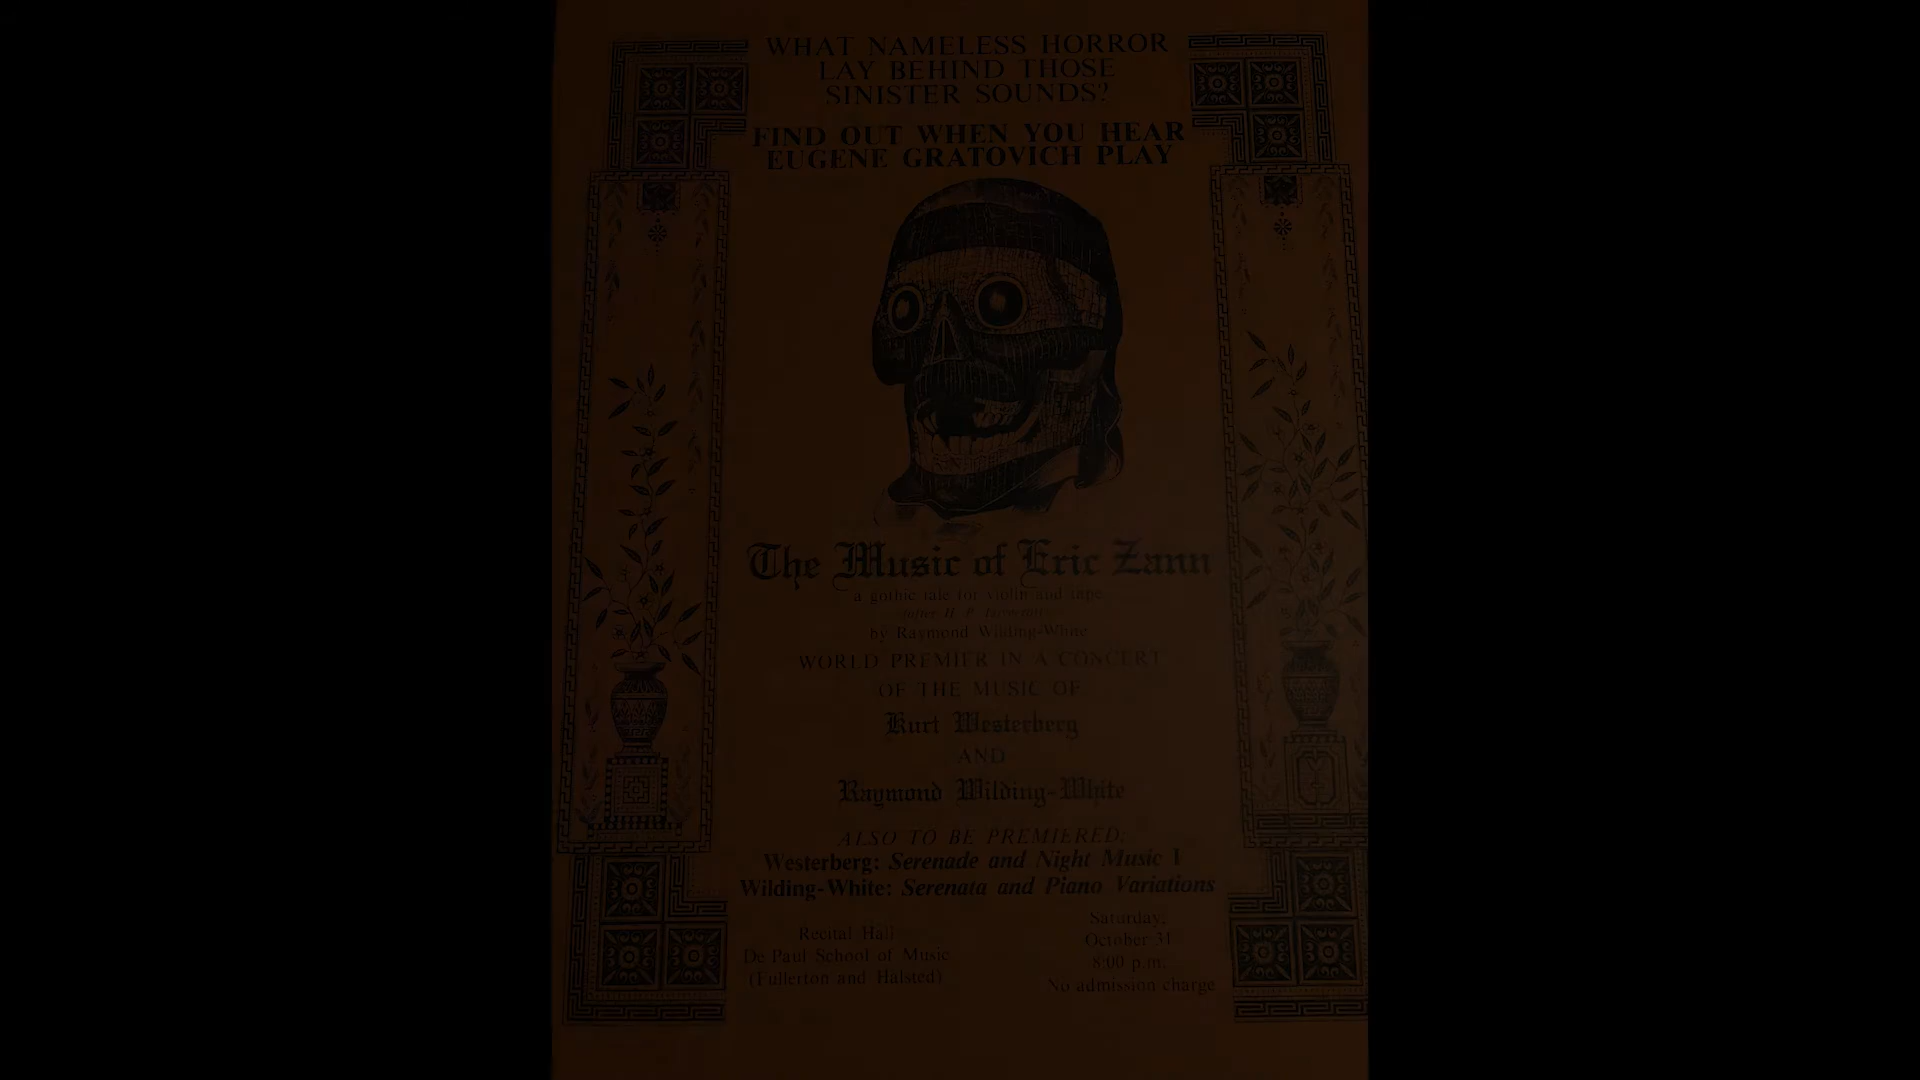 WHAT NAMELESS HORROR
LAY BEHIND THOSE
SINISTER SOUNDS?
FIND OUT WHEN YOU HEAR
EUGENE GRATOVICH PLAY
The Music of Eric Zann
a gothic tale for violin and tape
(after H. P. Lovecraft)
by Raymond Wilding-White
WORLD PREMIER IN A CONCERT
OF THE MUSIC OF
Kurt Westerberg
AND
Raymond Wilding-White
ALSO TO BE PREMIERED:
Westerberg: Serenade and Night Music I
Wilding-White: Serenata and Piano Variations
Recital Hall
De Paul School of Music
(Fullerton and Halsted)
Saturday,
October 31
8:00 p.m.
No admission charge